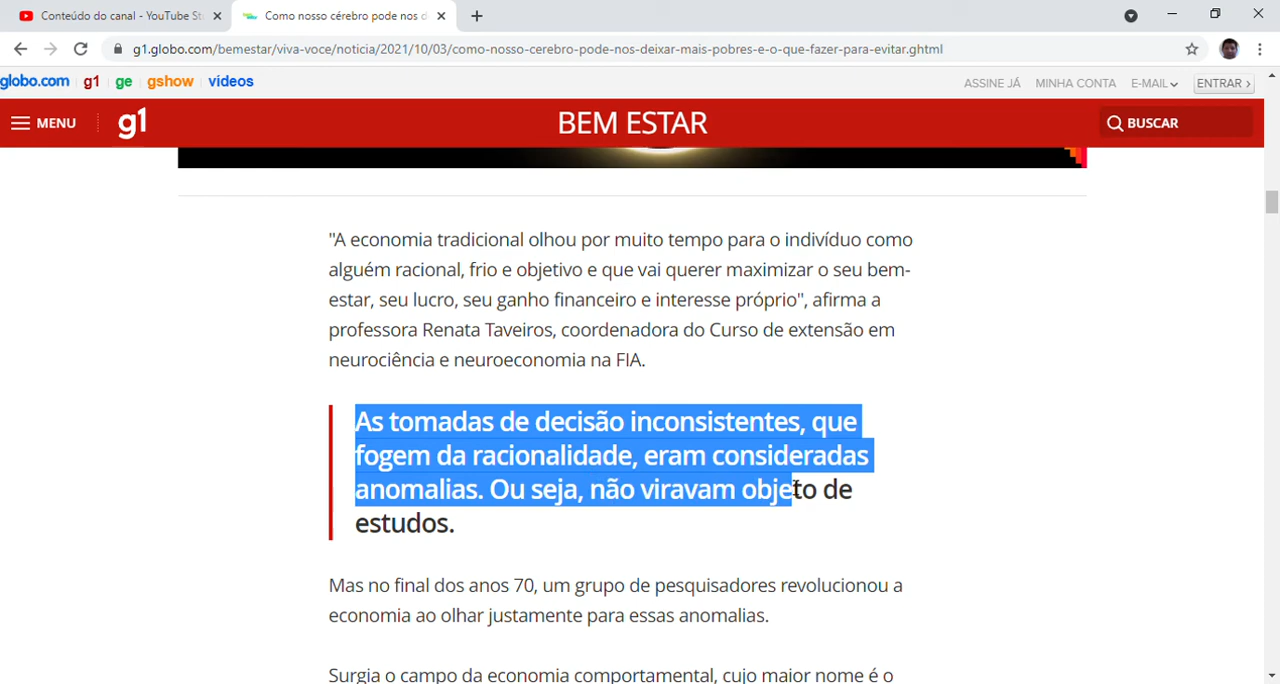 Conteúdo do canal - YouTube St
Como nosso cérebro pode nos d
g1.globo.com/bemestar/viva-voce/noticia/2021/10/03/como-nosso-cerebro-pode-nos-deixar-mais-pobres-e-o-que-fazer-para-evitar.ghtml
globo.com g1 ge gshow videos ASSINE JÁ MINHA CONTA E-MAIL ENTRAR
MENU g1 BEM ESTAR BUSCAR
"A economia tradicional olhou por muito tempo para o indivíduo como
alguém racional, frio e objetivo e que vai querer maximizar o seu bem-
estar, seu lucro, seu ganho financeiro e interesse próprio", afirma a
professora Renata Taveiros, coordenadora do Curso de extensão em
neurociência e neuroeconomia na FIA.
As tomadas de decisão inconsistentes, que
fogem da racionalidade, eram consideradas
anomalias. Ou seja, não viravam objeto de
estudos.
Mas no final dos anos 70, um grupo de pesquisadores revolucionou a
economia ao olhar justamente para essas anomalias.
Surgia o campo da economia comportamental, cujo maior nome é o